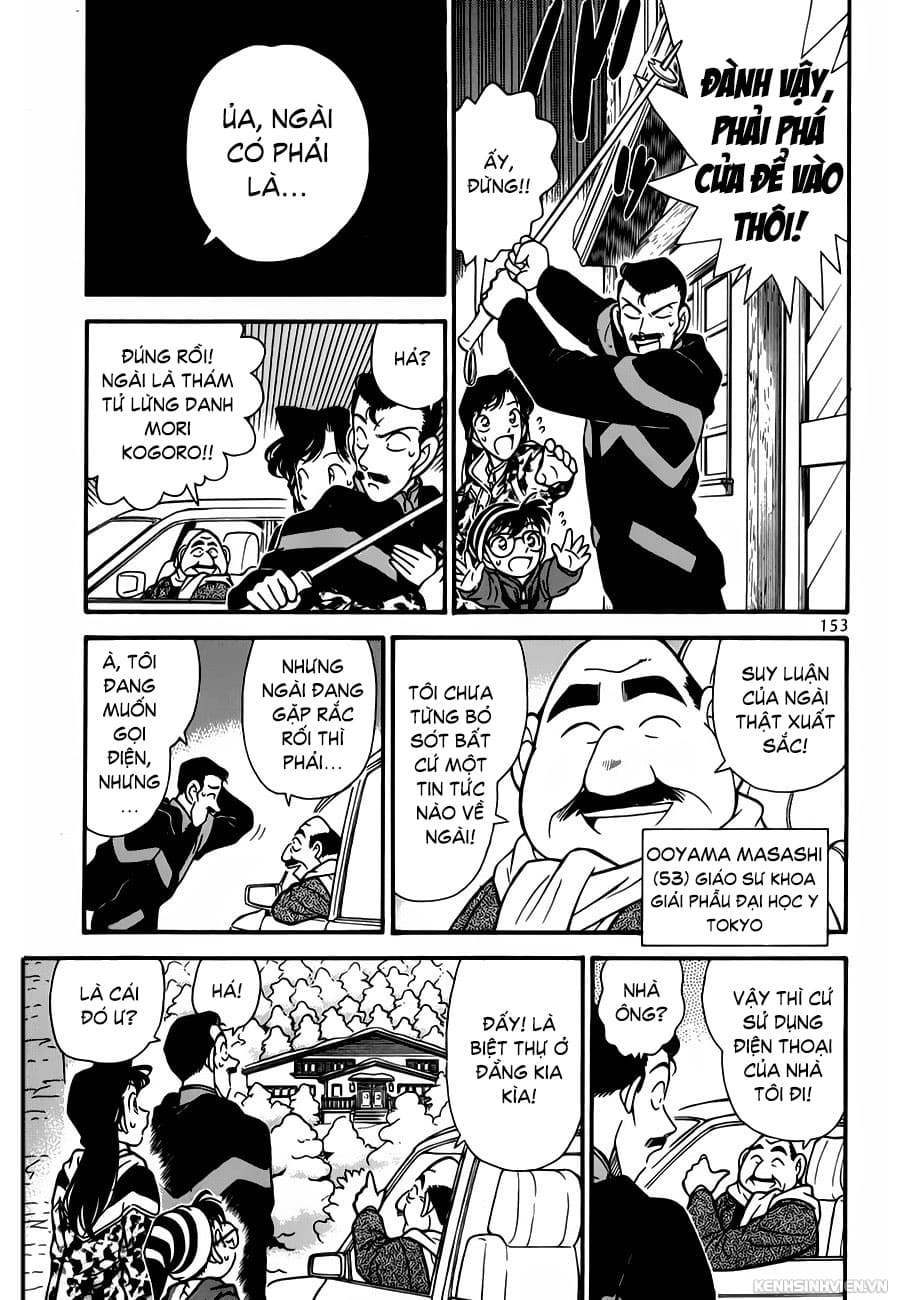 ĐÀNH VẬY,
PHẢI PHÁ
CỬA ĐỂ VÀO
THÔI!
ẤY,
ĐỪNG!!
ỦA, NGÀI
CÓ PHẢI
LÀ...
HẢ?
ĐÚNG RỒI!
NGÀI LÀ THÁM
TỬ LỪNG DANH
MORI
KOGORO!!
153
SUY LUẬN
CỦA NGÀI
THẬT XUẤT
SẮC!
TÔI CHƯA
TỪNG BỎ
SÓT BẤT
CỨ MỘT
TIN TỨC
NÀO VỀ
NGÀI!
OOYAMA MASASHI
(53) GIÁO SƯ KHOA
GIẢI PHẪU ĐẠI HỌC Y
TOKYO
NHƯNG
NGÀI ĐANG
GẶP RẮC
RỐI THÌ
PHẢI...
À, TÔI
ĐANG
MUỐN
GỌI
ĐIỆN,
NHƯNG
...
VẬY THÌ CỨ
SỬ DỤNG
ĐIỆN THOẠI
CỦA NHÀ
TÔI ĐI!
NHÀ
ÔNG?
ĐẤY! LÀ
BIỆT THỰ Ở
ĐẰNG KIA
KÌA!
HÁ!
LÀ CÁI
ĐÓ Ư?
KENHSINHVIEN.VN